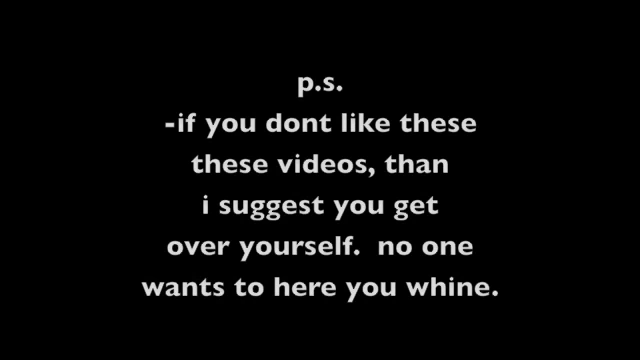 p.s.
-if you dont like these
these videos, than
i suggest you get
over yourself.  no one
wants to here you whine.